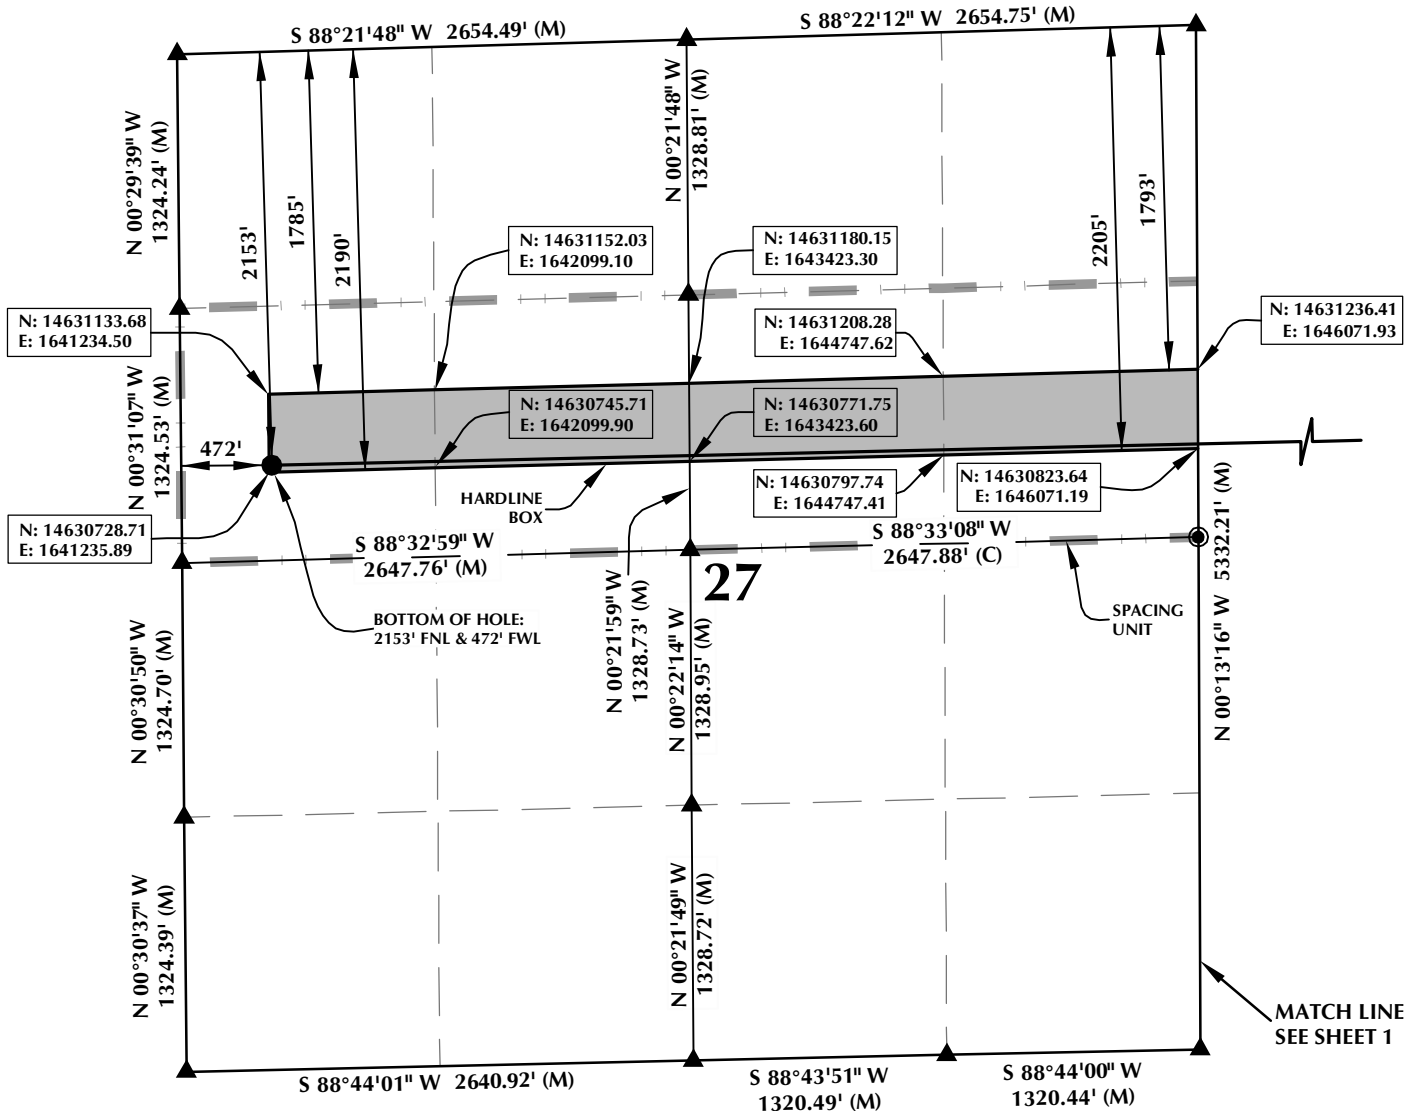 S 88°21'48" W 2654.49' (M)
S 88°22'12" W 2654.75' (M)
N 00°29'39" W
1324.24' (M)
N 00°21'48" W
1328.81' (M)
2153'
1785'
2190'
2205'
1793'
N: 14631152.03
E: 1642099.10
N: 14631180.15
E: 1643423.30
N: 14631133.68
E: 1641234.50
N: 14631208.28
E: 1644747.62
N: 14631236.41
E: 1646071.93
N 00°31'07" W
1324.53' (M)
472'
N: 14630745.71
E: 1642099.90
N: 14630771.75
E: 1643423.60
N: 14630797.74
E: 1644747.41
N: 14630823.64
E: 1646071.19
HARDLINE
BOX
N: 14630728.71
E: 1641235.89
S 88°32'59" W
2647.76' (M)
S 88°33'08" W
2647.88' (C)
27
BOTTOM OF HOLE:
2153' FNL & 472' FWL
SPACING
UNIT
N 00°21'59" W
1328.73' (M)
N 00°30'50" W
1324.70' (M)
N 00°22'14" W
1328.95' (M)
N 00°13'16" W 5332.21' (M)
N 00°30'37" W
1324.39' (M)
N 00°21'49" W
1328.72' (M)
MATCH LINE
SEE SHEET 1
S 88°44'01" W 2640.92' (M)
S 88°43'51" W
1320.49' (M)
S 88°44'00" W
1320.44' (M)